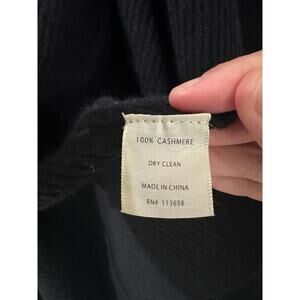 100% CASHMERE
DRY CLEAN
MADE IN CHINA
RN# 113698